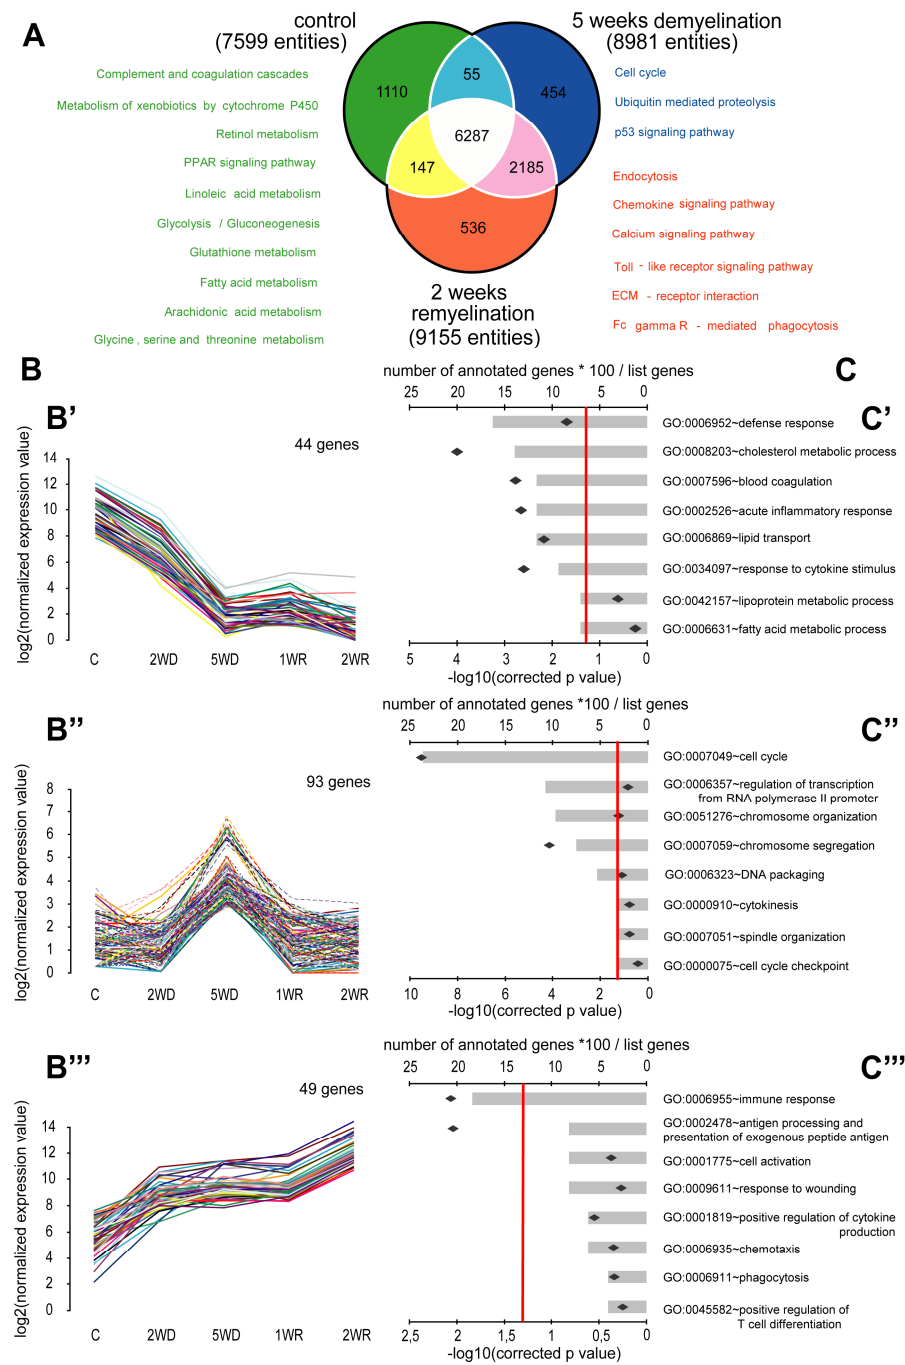 A
control
(7599 entities)
5 weeks demyelination
(8981 entities)
1110
55
454
6287
147
2185
536
2 weeks
remyelination
(9155 entities)
Complement and coagulation cascades
Metabolism of xenobiotics by cytochrome P450
Retinol metabolism
PPAR signaling pathway
Linoleic acid metabolism
Glycolysis / Gluconeogenesis
Glutathione metabolism
Fatty acid metabolism
Arachidonic acid metabolism
Glycine, serine and threonine metabolism
Cell cycle
Ubiquitin mediated proteolysis
p53 signaling pathway
Endocytosis
Chemokine signaling pathway
Calcium signaling pathway
Toll - like receptor signaling pathway
ECM - receptor interaction
Fc gamma R - mediated phagocytosis
B
C
B’
44 genes
log2(normalized expression value)
14
12
10
8
6
4
2
0
C 2WD 5WD 1WR 2WR
C’
number of annotated genes * 100 / list genes
25 20 15 10 5 0
GO:0006952~defense response
GO:0008203~cholesterol metabolic process
GO:0007596~blood coagulation
GO:0002526~acute inflammatory response
GO:0006869~lipid transport
GO:0034097~response to cytokine stimulus
GO:0042157~lipoprotein metabolic process
GO:0006631~fatty acid metabolic process
5 4 3 2 1 0
-log10(corrected p value)
B’’
93 genes
log2(normalized expression value)
8
7
6
5
4
3
2
1
0
C 2WD 5WD 1WR 2WR
C’’
number of annotated genes *100 / list genes
25 20 15 10 5 0
GO:0007049~cell cycle
GO:0006357~regulation of transcription
from RNA polymerase II promoter
GO:0051276~chromosome organization
GO:0007059~chromosome segregation
GO:0006323~DNA packaging
GO:0000910~cytokinesis
GO:0007051~spindle organization
GO:0000075~cell cycle checkpoint
10 8 6 4 2 0
-log10(corrected p value)
B’’’
49 genes
log2(normalized expression value)
14
12
10
8
6
4
2
0
C 2WD 5WD 1WR 2WR
C’’’
number of annotated genes *100 / list genes
25 20 15 10 5 0
GO:0006955~immune response
GO:0002478~antigen processing and
presentation of exogenous peptide antigen
GO:0001775~cell activation
GO:0009611~response to wounding
GO:0001819~positive regulation of cytokine
production
GO:0006935~chemotaxis
GO:0006911~phagocytosis
GO:0045582~positive regulation of
T cell differentiation
2,5 2 1,5 1 0,5 0
-log10(corrected p value)